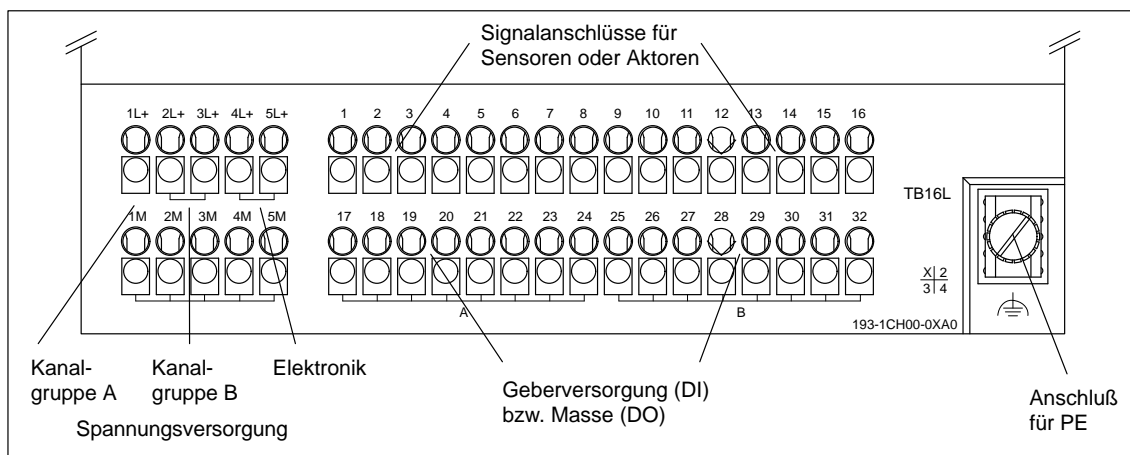 Signalanschlüsse für
Sensoren oder Aktoren
1L+ 2L+ 3L+ 4L+ 5L+ 1 2 3 4 5 6 7 8 9 10 11 12 13 14 15 16
TB16L
1M 2M 3M 4M 5M 17 18 19 20 21 22 23 24 25 26 27 28 29 30 31 32
X 2
3 4
A B
193-1CH00-0XA0
Kanal-
gruppe A
Kanal-
gruppe B
Elektronik
Spannungsversorgung
Geberversorgung (DI)
bzw. Masse (DO)
Anschluß
für PE